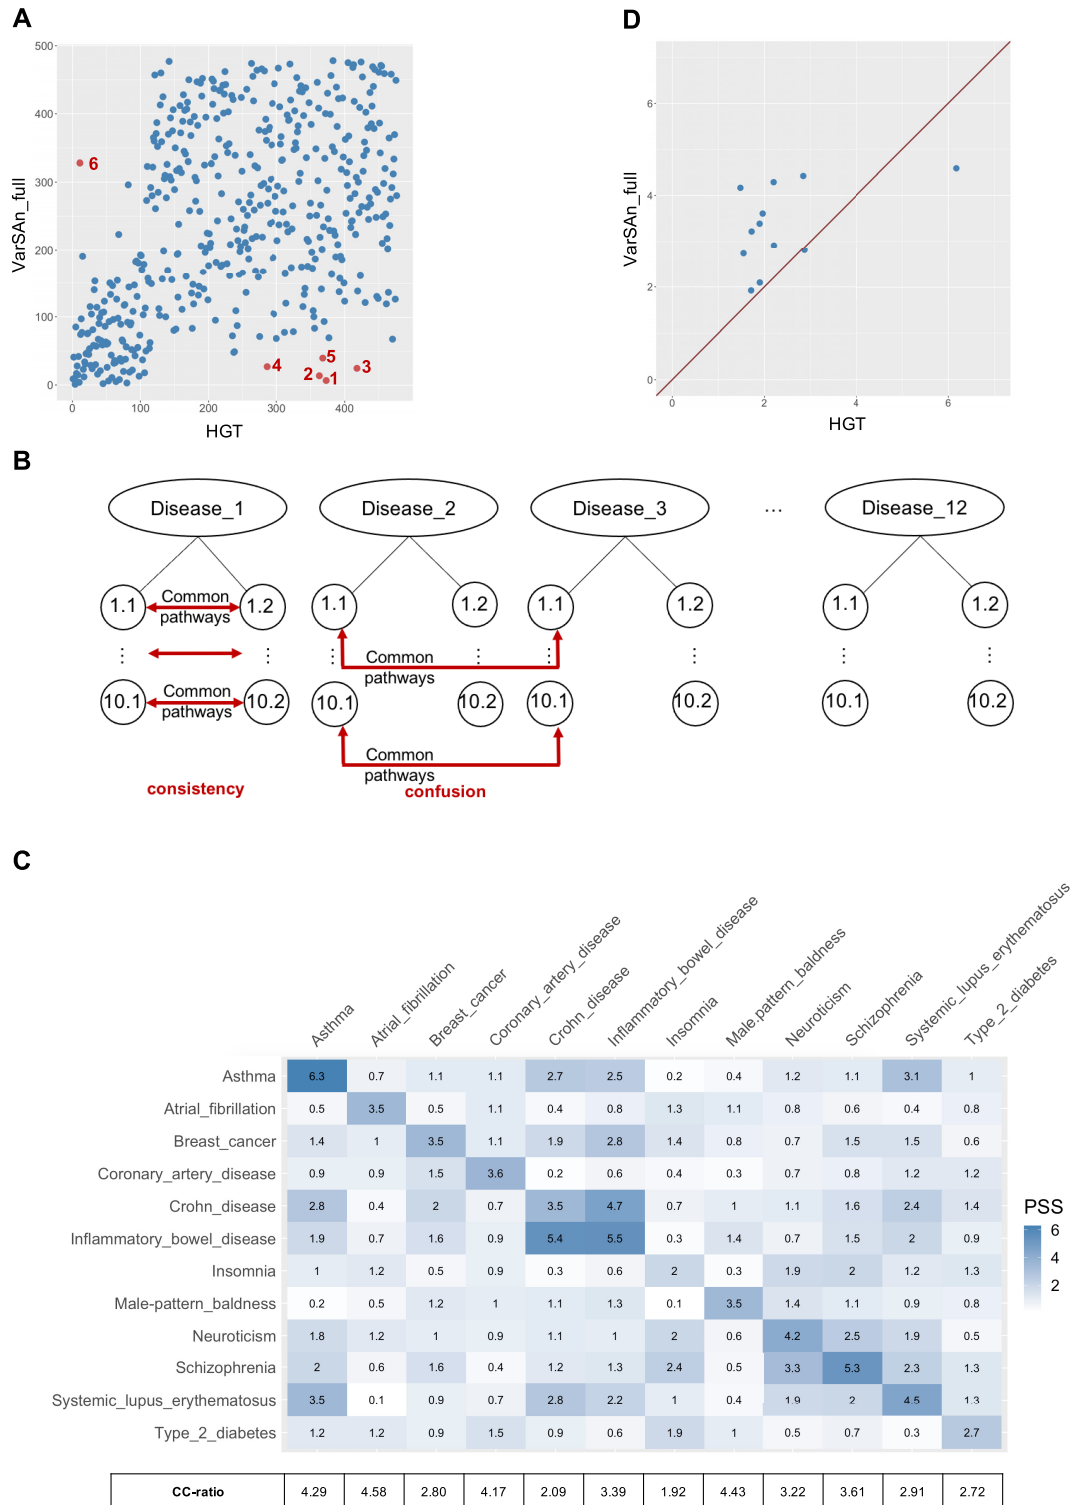 A
VarSAn_full
500
400
300
200
100
0
6
4
5
2
1
3
0
100
200
300
400
HGT
D
VarSAn_full
6
4
2
0
0
2
4
6
HGT
B
Disease_1
Disease_2
Disease_3
...
Disease_12
1.1
Common
pathways
1.2
1.1
1.2
1.1
1.2
1.1
1.2
Common
pathways
10.1
Common
pathways
10.2
10.1
10.2
10.1
10.2
10.1
10.2
Common
pathways
consistency
confusion
C
Asthma
Atrial_fibrillation
Breast_cancer
Coronary_artery_disease
Crohn_disease
Inflammatory_bowel_disease
Insomnia
Male.pattern_baldness
Neuroticism
Schizophrenia
Systemic_lupus_erythematosus
Type_2_diabetes
Asthma 6.3 0.7 1.1 1.1 2.7 2.5 0.2 0.4 1.2 1.1 3.1 1
Atrial_fibrillation 0.5 3.5 0.5 1.1 0.4 0.8 1.3 1.1 0.8 0.6 0.4 0.8
Breast_cancer 1.4 1 3.5 1.1 1.9 2.8 1.4 0.8 0.7 1.5 1.5 0.6
Coronary_artery_disease 0.9 0.9 1.5 3.6 0.2 0.6 0.4 0.3 0.7 0.8 1.2 1.2
Crohn_disease 2.8 0.4 2 0.7 3.5 4.7 0.7 1 1.1 1.6 2.4 1.4
Inflammatory_bowel_disease 1.9 0.7 1.6 0.9 5.4 5.5 0.3 1.4 0.7 1.5 2 0.9
Insomnia 1 1.2 0.5 0.9 0.3 0.6 2 0.3 1.9 2 1.2 1.3
Male-pattern_baldness 0.2 0.5 1.2 1 1.1 1.3 0.1 3.5 1.4 1.1 0.9 0.8
Neuroticism 1.8 1.2 1 0.9 1.1 1 2 0.6 4.2 2.5 1.9 0.5
Schizophrenia 2 0.6 1.6 0.4 1.2 1.3 2.4 0.5 3.3 5.3 2.3 1.3
Systemic_lupus_erythematosus 3.5 0.1 0.9 0.7 2.8 2.2 1 0.4 1.9 2 4.5 1.3
Type_2_diabetes 1.2 1.2 0.9 1.5 0.9 0.6 1.9 1 0.5 0.7 0.3 2.7
PSS
6
4
2
CC-ratio 4.29 4.58 2.80 4.17 2.09 3.39 1.92 4.43 3.22 3.61 2.91 2.72